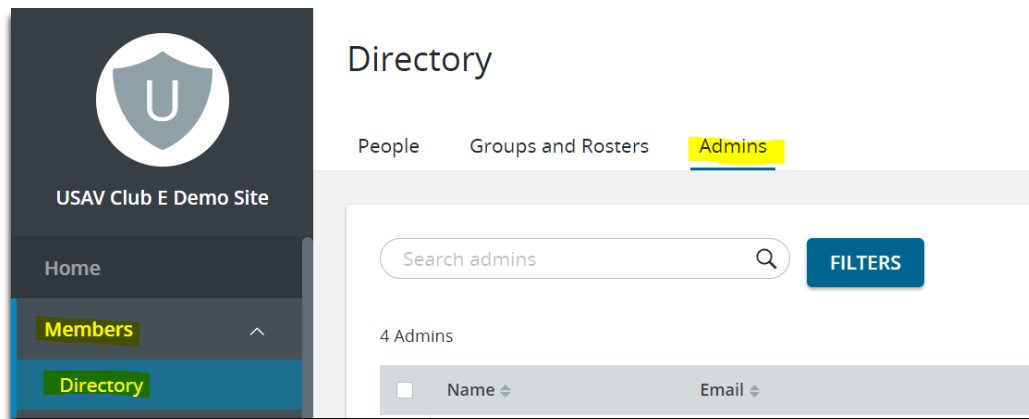 U
USAV Club E Demo Site
Home
Members
Directory
Directory
People Groups and Rosters Admins
Search admins FILTERS
4 Admins
Name Email